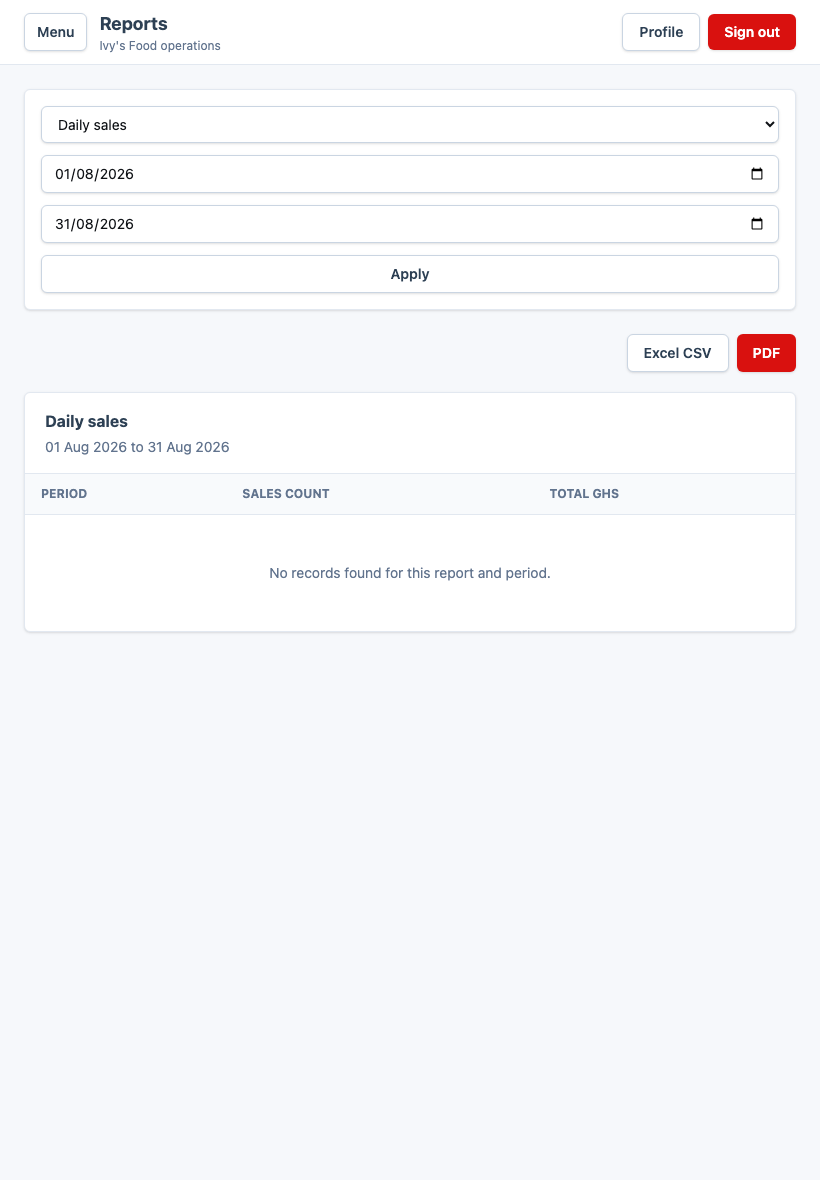 Menu
Reports
Ivy's Food operations
Profile
Sign out
Daily sales
01/08/2026
31/08/2026
Apply
Excel CSV
PDF
Daily sales
01 Aug 2026 to 31 Aug 2026
PERIOD SALES COUNT TOTAL GHS
No records found for this report and period.